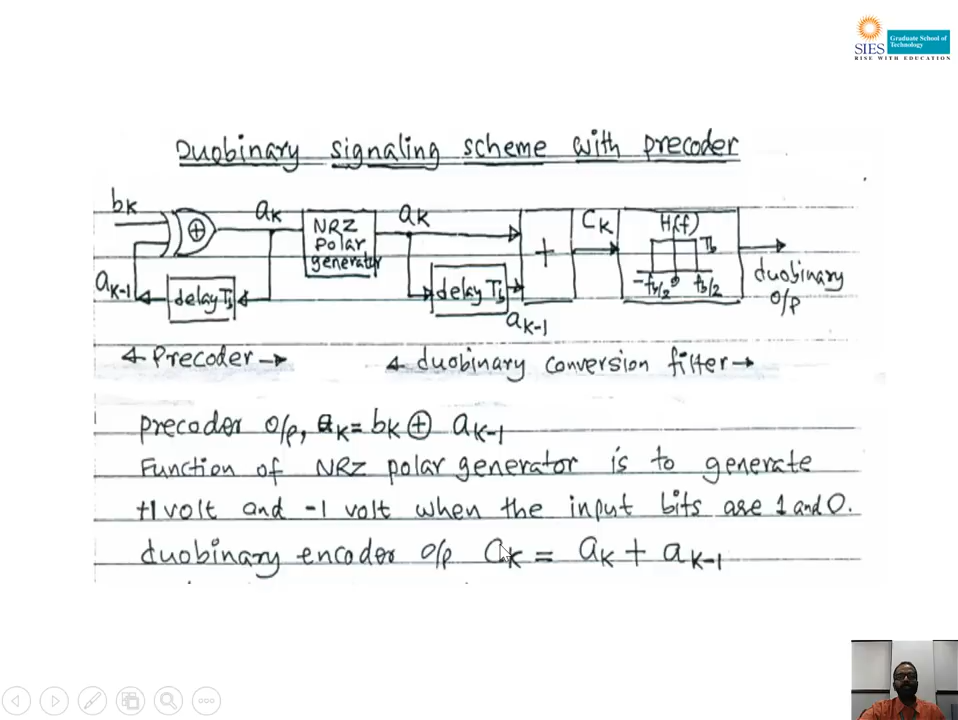 SIES
Graduate School of
Technology
RISE WITH EDUCATION
Duobinary signaling scheme with precoder
bK
aK
NRZ
Polar
generator
aK
+
CK
H(f)
Tb
-fb/2 0 fb/2
duobinary
O/P
aK-1
delay Tb
delay Tb
aK-1
Precoder
duobinary conversion filter
precoder O/P, aK = bK ⊕ aK-1
Function of NRZ polar generator is to generate
+1 volt and -1 volt when the input bits are 1 and 0.
duobinary encoder O/P CK = aK + aK-1